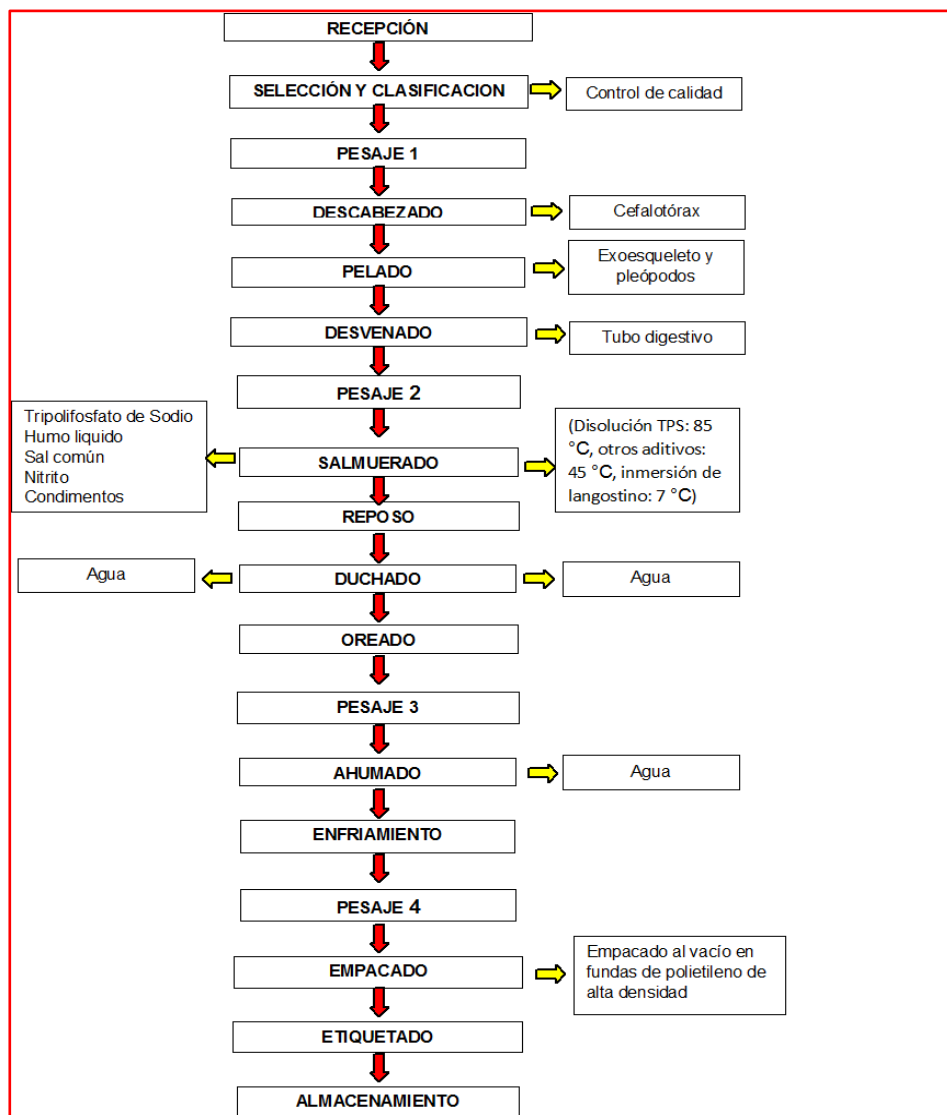 RECEPCIÓN
SELECCIÓN Y CLASIFICACION
Control de calidad
PESAJE 1
DESCABEZADO
Cefalotórax
PELADO
Exoesqueleto y
pleópodos
DESVENADO
Tubo digestivo
PESAJE 2
Tripolifosfato de Sodio
Humo liquido
Sal común
Nitrito
Condimentos
SALMUERADO
(Disolución TPS: 85
°C, otros aditivos:
45 °C, inmersión de
langostino: 7 °C)
REPOSO
Agua
DUCHADO
Agua
OREADO
PESAJE 3
AHUMADO
Agua
ENFRIAMIENTO
PESAJE 4
EMPACADO
Empacado al vacío en
fundas de polietileno de
alta densidad
ETIQUETADO
ALMACENAMIENTO